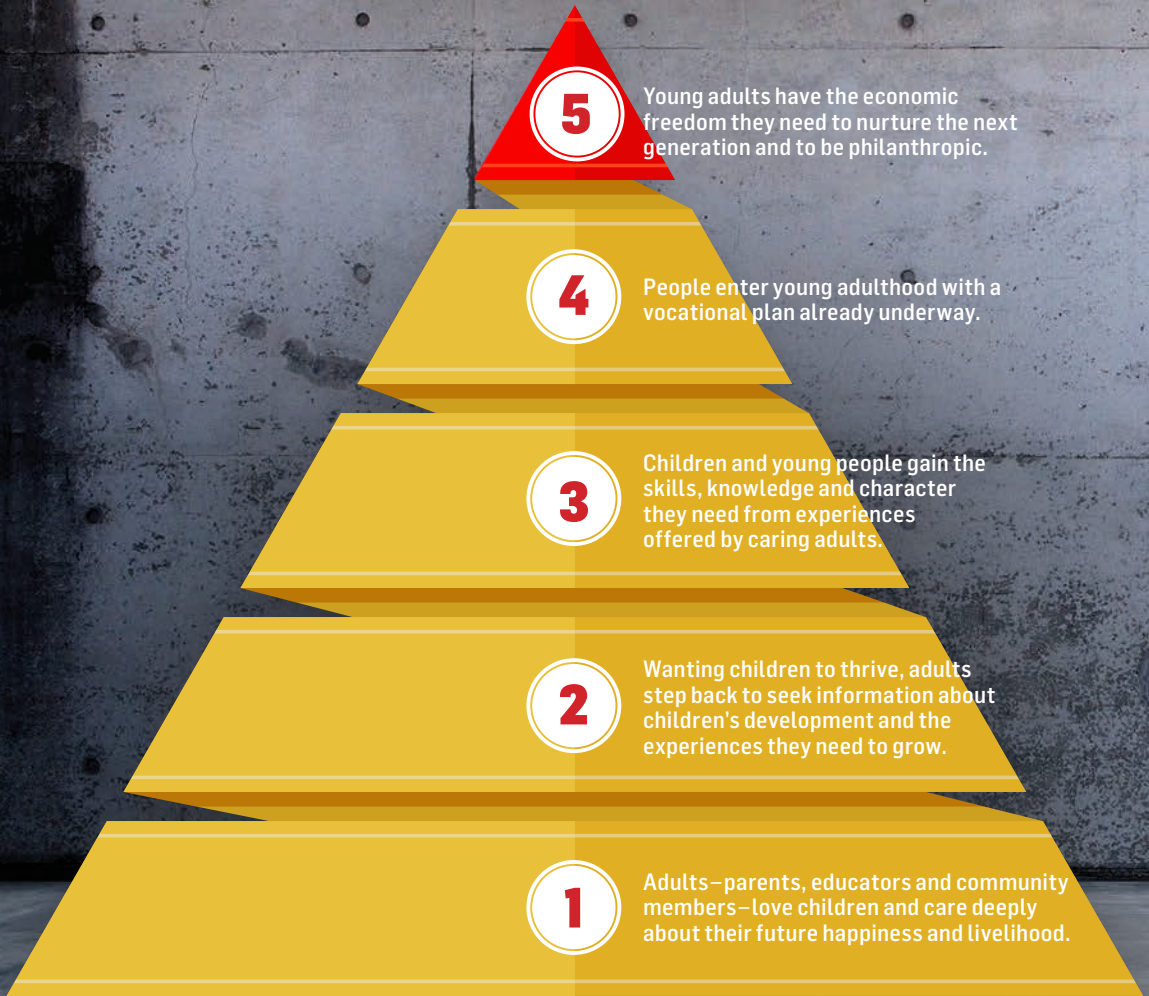 5
Young adults have the economic
freedom they need to nurture the next
generation and to be philanthropic.
4
People enter young adulthood with a
vocational plan already underway.
3
Children and young people gain the
skills, knowledge and character
they need from experiences
offered by caring adults.
2
Wanting children to thrive, adults
step back to seek information about
children's development and the
experiences they need to grow.
1
Adults—parents, educators and community
members—love children and care deeply
about their future happiness and livelihood.